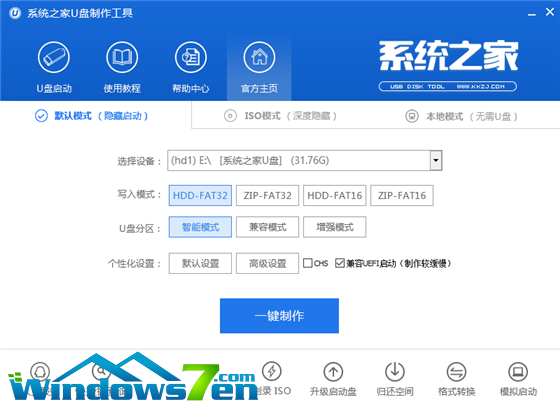 系统之家U盘制作工具
U盘启动 使用教程 帮助中心 官方主页
系统之家
USB DISK TOOL WWW.KKZJ.COM
默认模式（隐藏启动） ISO模式（深度隐藏） 本地模式（无需U盘）
选择设备： (hd1) E:\ [系统之家U盘] (31.76G)
写入模式： HDD-FAT32 ZIP-FAT32 HDD-FAT16 ZIP-FAT16
U盘分区： 智能模式 兼容模式 增强模式
个性化设置： 默认设置 高级设置 CHS 兼容UEFI启动（制作较缓慢）
一键制作
Windows7en.com
录 ISO 升级启动盘 归还空间 格式转换 模拟启动